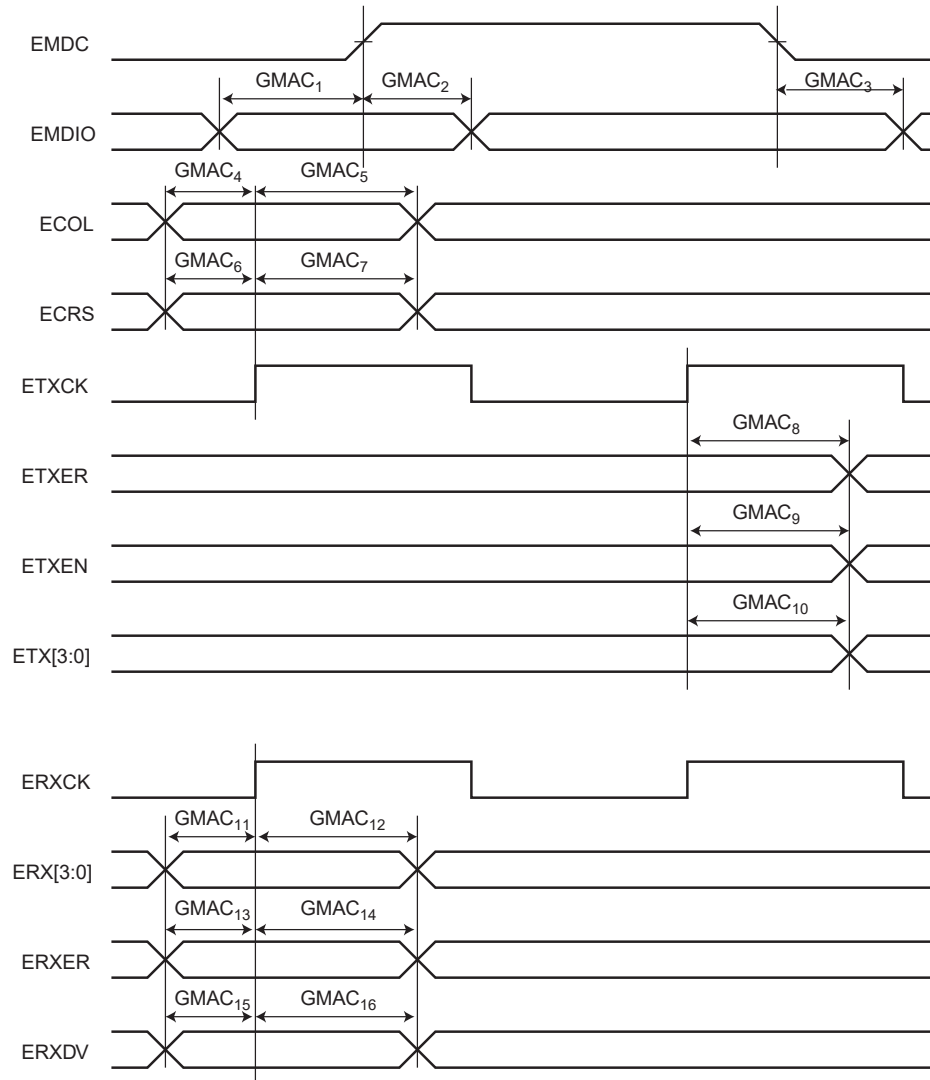 EMDC
GMAC₁ GMAC₂ GMAC₃
EMDIO
GMAC₄ GMAC₅
ECOL
GMAC₆ GMAC₇
ECRS
ETXCK
GMAC₈
ETXER
GMAC₉
ETXEN
GMAC₁₀
ETX[3:0]
ERXCK
GMAC₁₁ GMAC₁₂
ERX[3:0]
GMAC₁₃ GMAC₁₄
ERXER
GMAC₁₅ GMAC₁₆
ERXDV